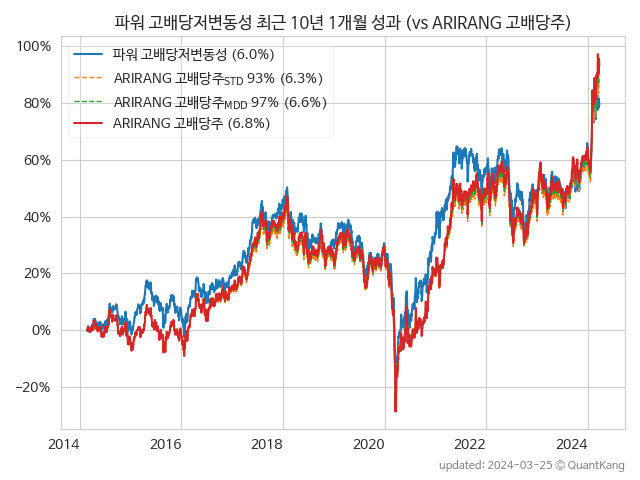 파워 고배당저변동성 최근 10년 1개월 성과 (vs ARIRANG 고배당주)
100%
80%
60%
40%
20%
0%
−20%
파워 고배당저변동성 (6.0%)
ARIRANG 고배당주STD 93% (6.3%)
ARIRANG 고배당주MDD 97% (6.6%)
ARIRANG 고배당주 (6.8%)
2014 2016 2018 2020 2022 2024
updated: 2024-03-25 © QuantKang